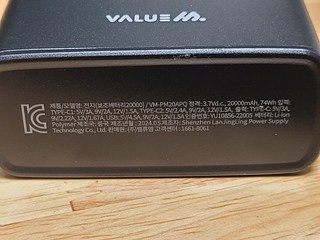 VALUE M.
KC
제품/모델명: 전지(보조배터리20000) / VM-PM20APQ 정격: 3.7Vd.c., 20000mAh, 74Wh 입력:
TYPE-C1: 5V/3A, 9V/2A, 12V/1.5A, TYPE-C2: 5V/2.4A, 9V/2A, 12V/1.5A, 출력: TYPE-C: 5V/3A,
9V/2.22A, 12V/1.67A, USB: 5V/4.5A, 9V/2A, 12V/1.5A 인증번호: YU10856-22005 배터리: Li-ion
Polymer 제조국: 중국 제조년월: 2024.05 제조자: Shenzhen LanJingLing Power Supply
Technology Co., Ltd. 판매원: (주)컴퓨엠 고객센터: 1661-8061